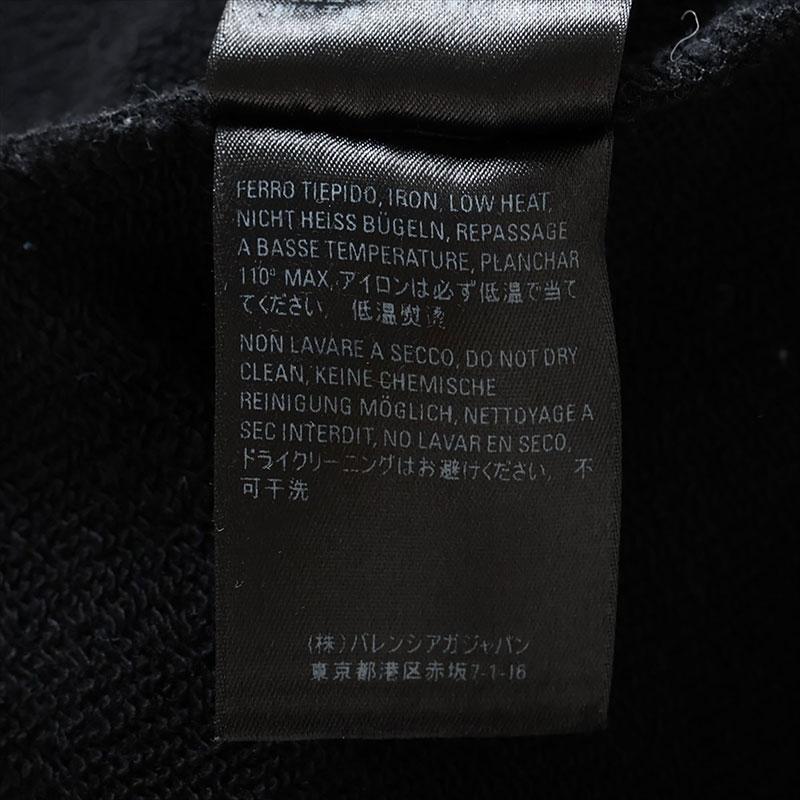 FERRO TIEPIDO, IRON, LOW HEAT,
NICHT HEISS BÜGELN, REPASSAGE
A BASSE TEMPERATURE, PLANCHAR
110° MAX, アイロンは必ず低温で当て
てください, 低温熨烫
NON LAVARE A SECCO, DO NOT DRY
CLEAN, KEINE CHEMISCHE
REINIGUNG MÖGLICH, NETTOYAGE A
SEC INTERDIT, NO LAVAR EN SECO,
ドライクリーニングはお避けください, 不
可干洗
(株) バレンシアガジャパン
東京都港区赤坂7-1-16